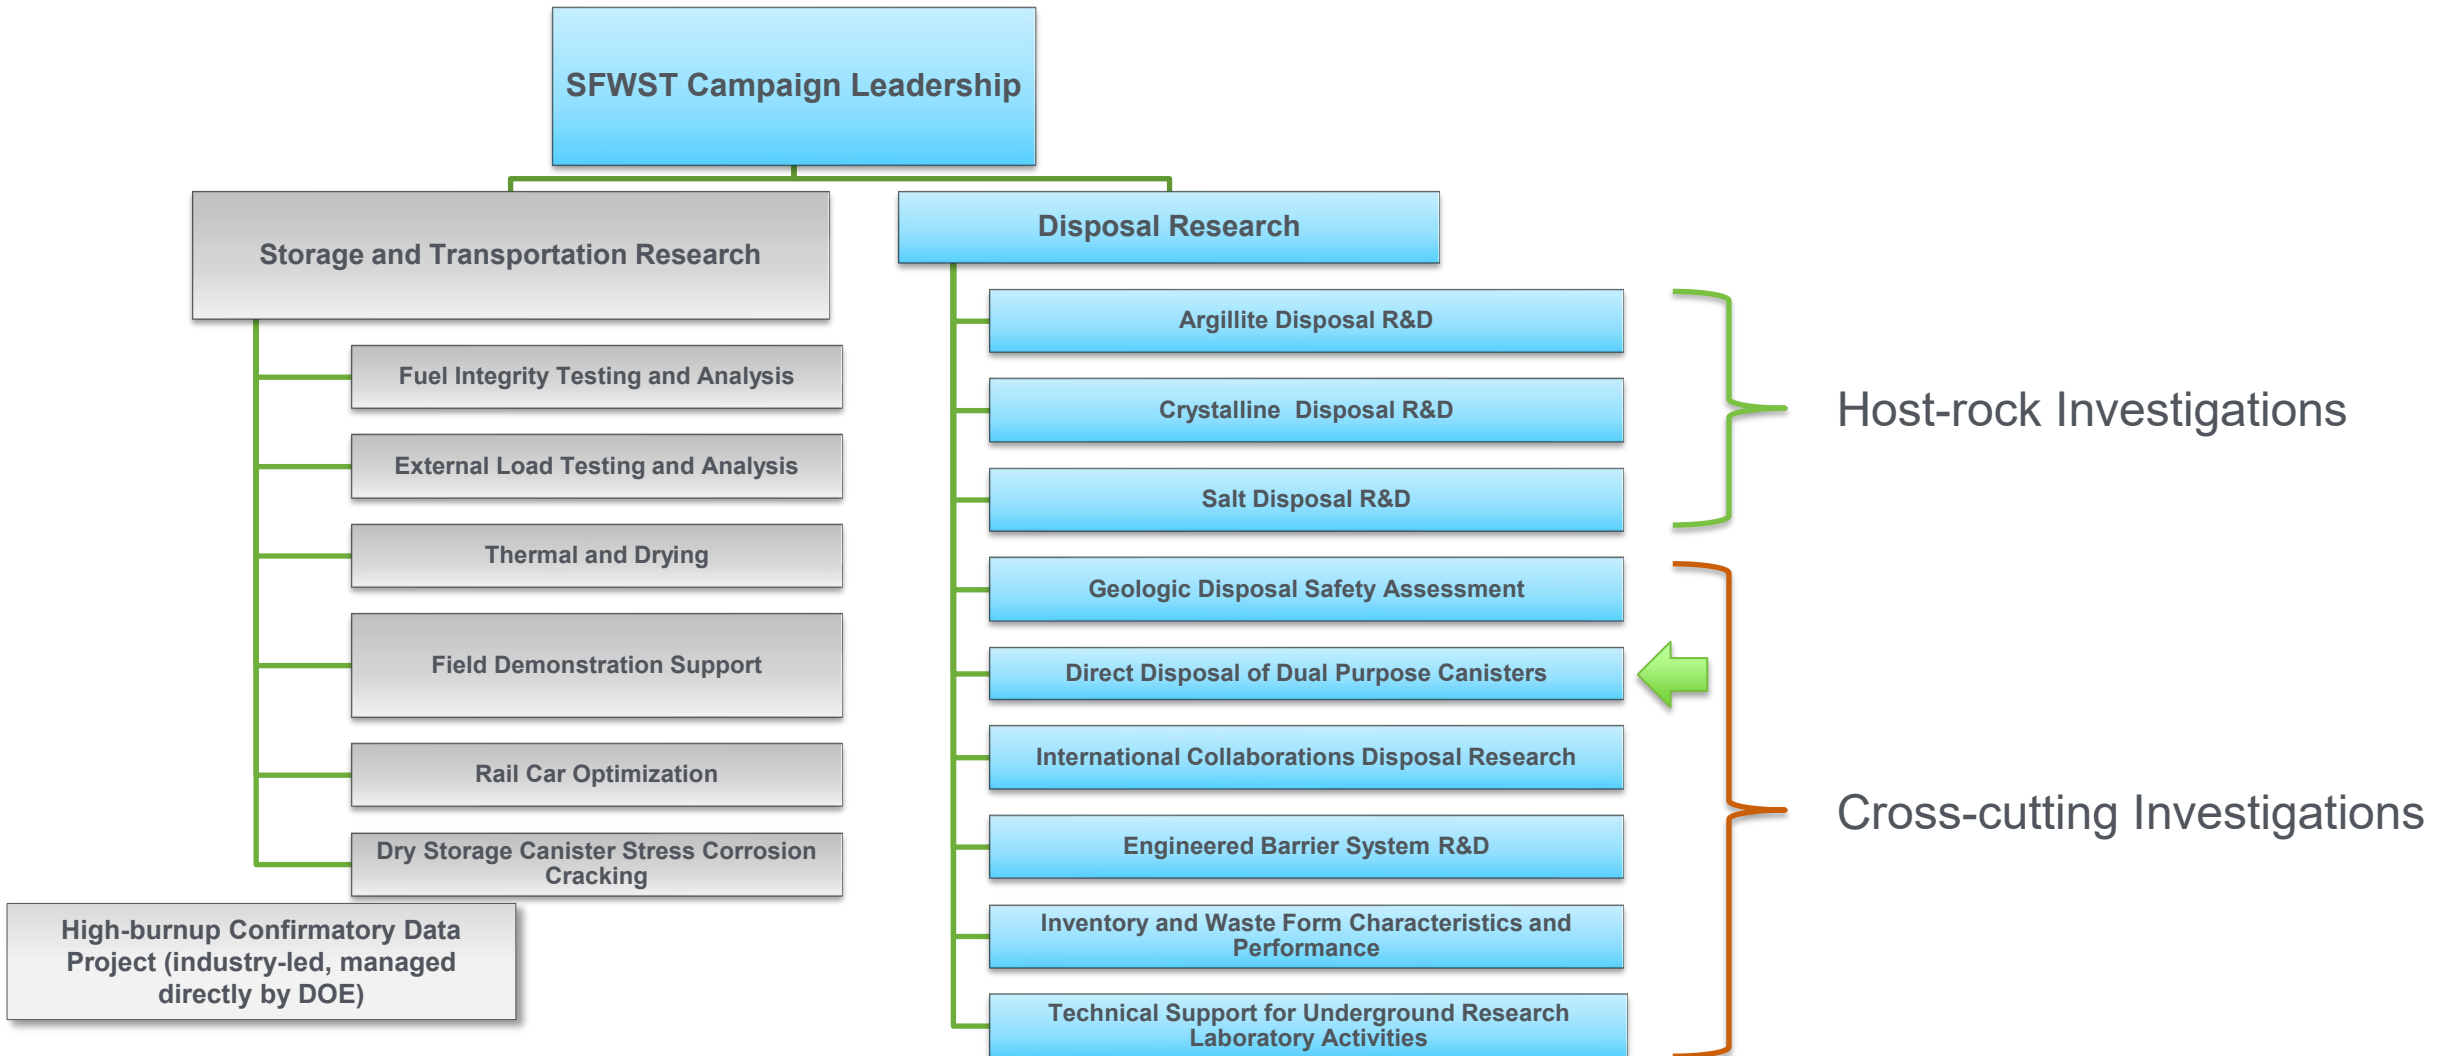 SFWST Campaign Leadership
Storage and Transportation Research
Fuel Integrity Testing and Analysis
External Load Testing and Analysis
Thermal and Drying
Field Demonstration Support
Rail Car Optimization
Dry Storage Canister Stress Corrosion
Cracking
High-burnup Confirmatory Data
Project (industry-led, managed
directly by DOE)
Disposal Research
Argillite Disposal R&D
Crystalline Disposal R&D
Salt Disposal R&D
Geologic Disposal Safety Assessment
Direct Disposal of Dual Purpose Canisters
International Collaborations Disposal Research
Engineered Barrier System R&D
Inventory and Waste Form Characteristics and
Performance
Technical Support for Underground Research
Laboratory Activities
Host-rock Investigations
Cross-cutting Investigations